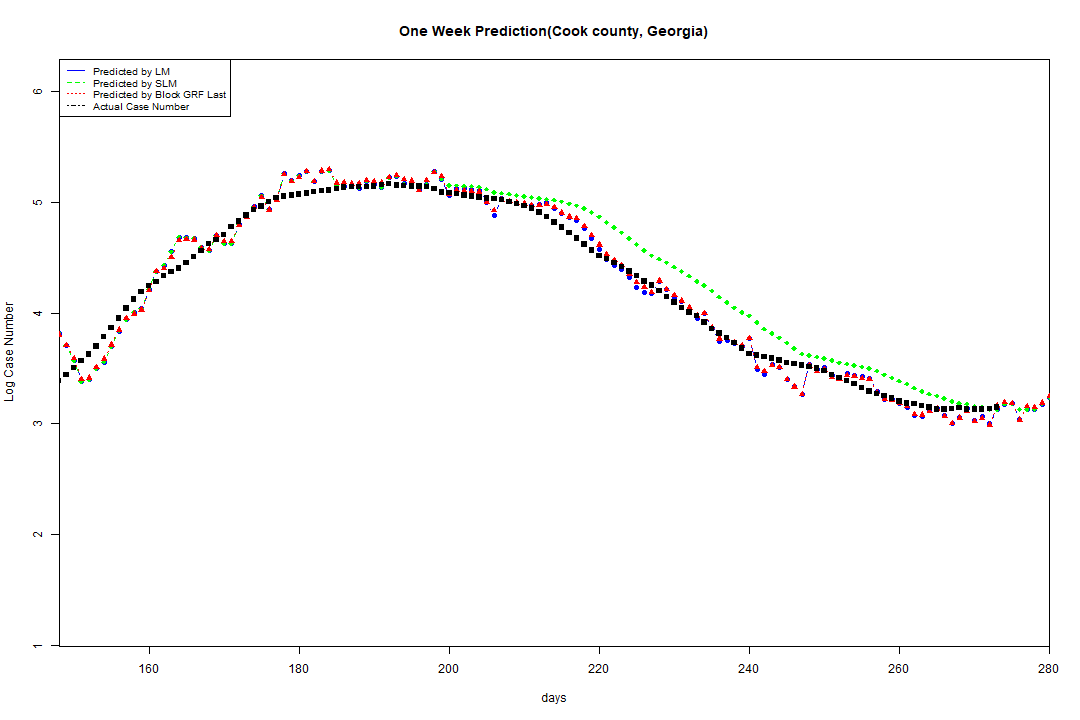 One Week Prediction(Cook county, Georgia)
Predicted by LM
Predicted by SLM
Predicted by Block GRF Last
Actual Case Number
6
5
4
3
2
1
Log Case Number
160 180 200 220 240 260 280
days